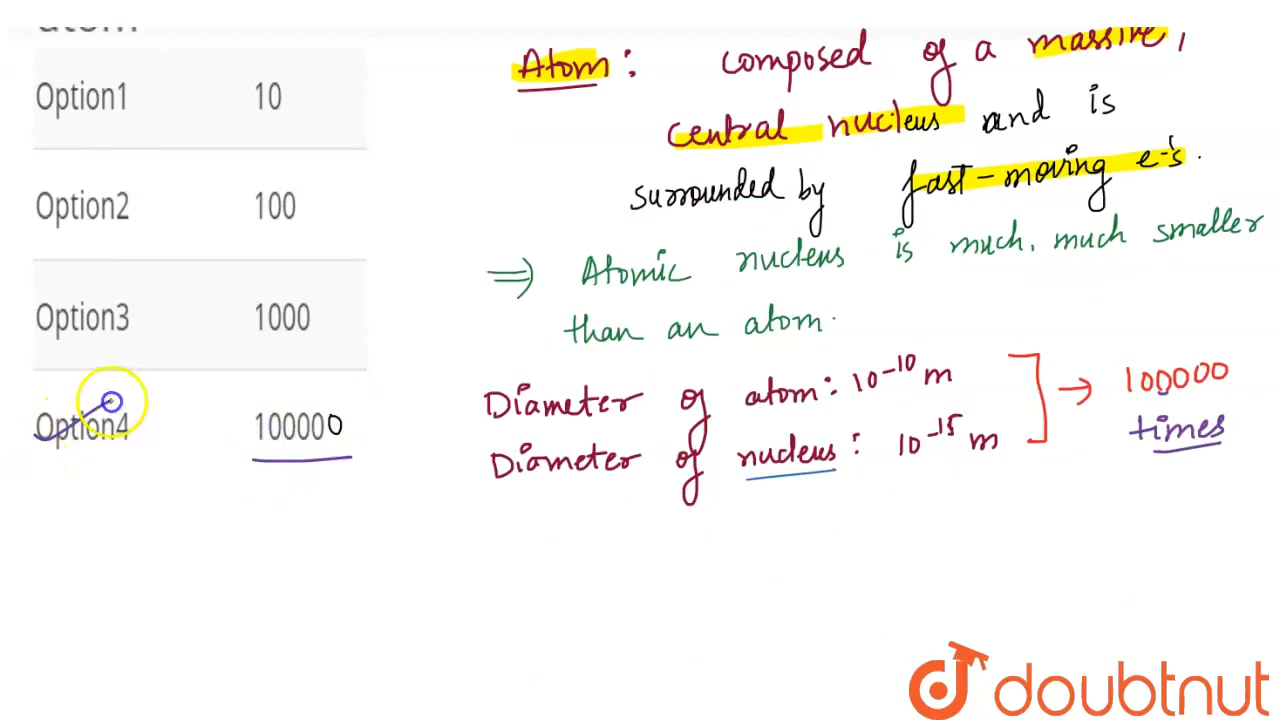 atom
Option1 10
Option2 100
Option3 1000
Option4 100000
Atom: composed of a massive,
central nucleus and is
surrounded by fast-moving e⁻'s.
⇒ Atomic nucleus is much, much smaller
than an atom.
Diameter of atom: 10⁻¹⁰ m
Diameter of nucleus: 10⁻¹⁵ m
→ 100000
times
doubtnut